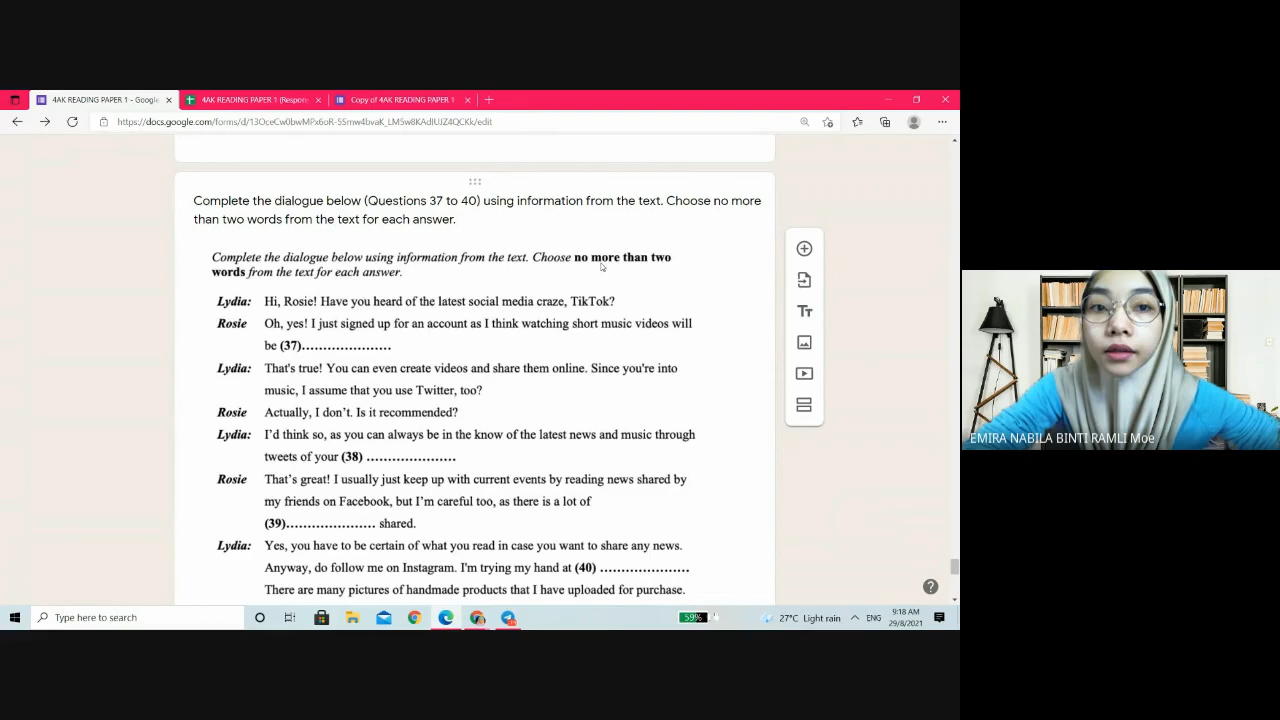 4AK READING PAPER 1 - Google
4AK READING PAPER 1 (Respon
Copy of 4AK READING PAPER 1
https://docs.google.com/forms/d/13OceCw0bwMPx6oR-5Smw4bvaK_LM5w8KAdIUJZ4QCKk/edit
Complete the dialogue below (Questions 37 to 40) using information from the text. Choose no more
than two words from the text for each answer.
Complete the dialogue below using information from the text. Choose no more than two
words from the text for each answer.
Lydia: Hi, Rosie! Have you heard of the latest social media craze, TikTok?
Rosie Oh, yes! I just signed up for an account as I think watching short music videos will
be (37).....................
Lydia: That's true! You can even create videos and share them online. Since you're into
music, I assume that you use Twitter, too?
Rosie Actually, I don't. Is it recommended?
Lydia: I'd think so, as you can always be in the know of the latest news and music through
tweets of your (38) .....................
Rosie That's great! I usually just keep up with current events by reading news shared by
my friends on Facebook, but I'm careful too, as there is a lot of
(39)..................... shared.
Lydia: Yes, you have to be certain of what you read in case you want to share any news.
Anyway, do follow me on Instagram. I'm trying my hand at (40) .....................
There are many pictures of handmade products that I have uploaded for purchase.
EMIRA NABILA BINTI RAMLI Moe
Type here to search
59%
27°C Light rain
ENG
9:18 AM
29/8/2021